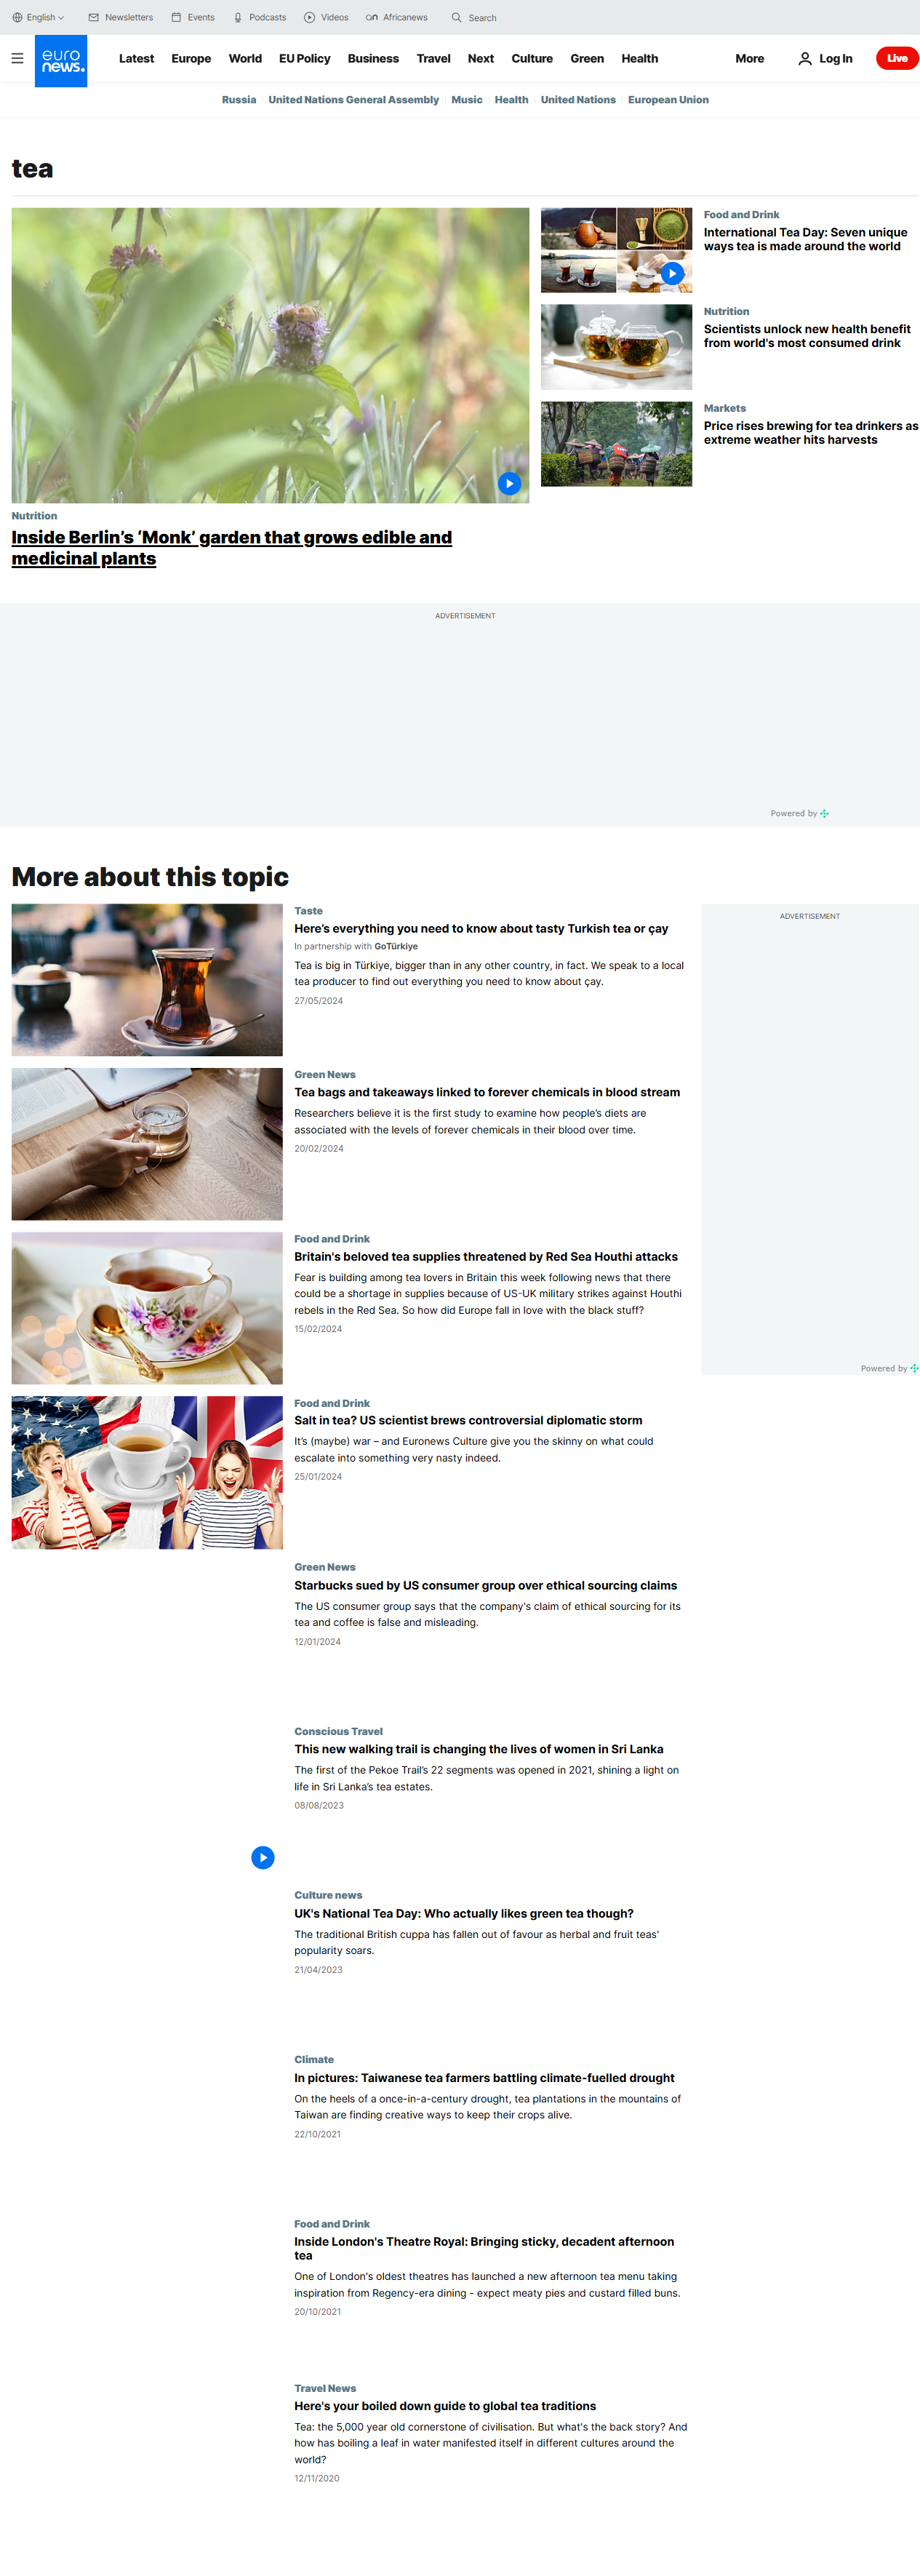 English
Newsletters
Events
Podcasts
Videos
Africanews
Search
euro
news.
Latest
Europe
World
EU Policy
Business
Travel
Next
Culture
Green
Health
More
Log In
Live
Russia
United Nations General Assembly
Music
Health
United Nations
European Union
tea
Nutrition
Inside Berlin’s ‘Monk’ garden that grows edible and
medicinal plants
Food and Drink
International Tea Day: Seven unique
ways tea is made around the world
Nutrition
Scientists unlock new health benefit
from world's most consumed drink
Markets
Price rises brewing for tea drinkers as
extreme weather hits harvests
ADVERTISEMENT
Powered by
More about this topic
Taste
Here’s everything you need to know about tasty Turkish tea or çay
In partnership with GoTürkiye
Tea is big in Türkiye, bigger than in any other country, in fact. We speak to a local
tea producer to find out everything you need to know about çay.
27/05/2024
Green News
Tea bags and takeaways linked to forever chemicals in blood stream
Researchers believe it is the first study to examine how people’s diets are
associated with the levels of forever chemicals in their blood over time.
20/02/2024
Food and Drink
Britain's beloved tea supplies threatened by Red Sea Houthi attacks
Fear is building among tea lovers in Britain this week following news that there
could be a shortage in supplies because of US-UK military strikes against Houthi
rebels in the Red Sea. So how did Europe fall in love with the black stuff?
15/02/2024
Food and Drink
Salt in tea? US scientist brews controversial diplomatic storm
It’s (maybe) war – and Euronews Culture give you the skinny on what could
escalate into something very nasty indeed.
25/01/2024
Green News
Starbucks sued by US consumer group over ethical sourcing claims
The US consumer group says that the company's claim of ethical sourcing for its
tea and coffee is false and misleading.
12/01/2024
Conscious Travel
This new walking trail is changing the lives of women in Sri Lanka
The first of the Pekoe Trail’s 22 segments was opened in 2021, shining a light on
life in Sri Lanka’s tea estates.
08/08/2023
Culture news
UK's National Tea Day: Who actually likes green tea though?
The traditional British cuppa has fallen out of favour as herbal and fruit teas'
popularity soars.
21/04/2023
Climate
In pictures: Taiwanese tea farmers battling climate-fuelled drought
On the heels of a once-in-a-century drought, tea plantations in the mountains of
Taiwan are finding creative ways to keep their crops alive.
22/10/2021
Food and Drink
Inside London's Theatre Royal: Bringing sticky, decadent afternoon
tea
One of London's oldest theatres has launched a new afternoon tea menu taking
inspiration from Regency-era dining - expect meaty pies and custard filled buns.
20/10/2021
Travel News
Here's your boiled down guide to global tea traditions
Tea: the 5,000 year old cornerstone of civilisation. But what's the back story? And
how has boiling a leaf in water manifested itself in different cultures around the
world?
12/11/2020
ADVERTISEMENT
Powered by